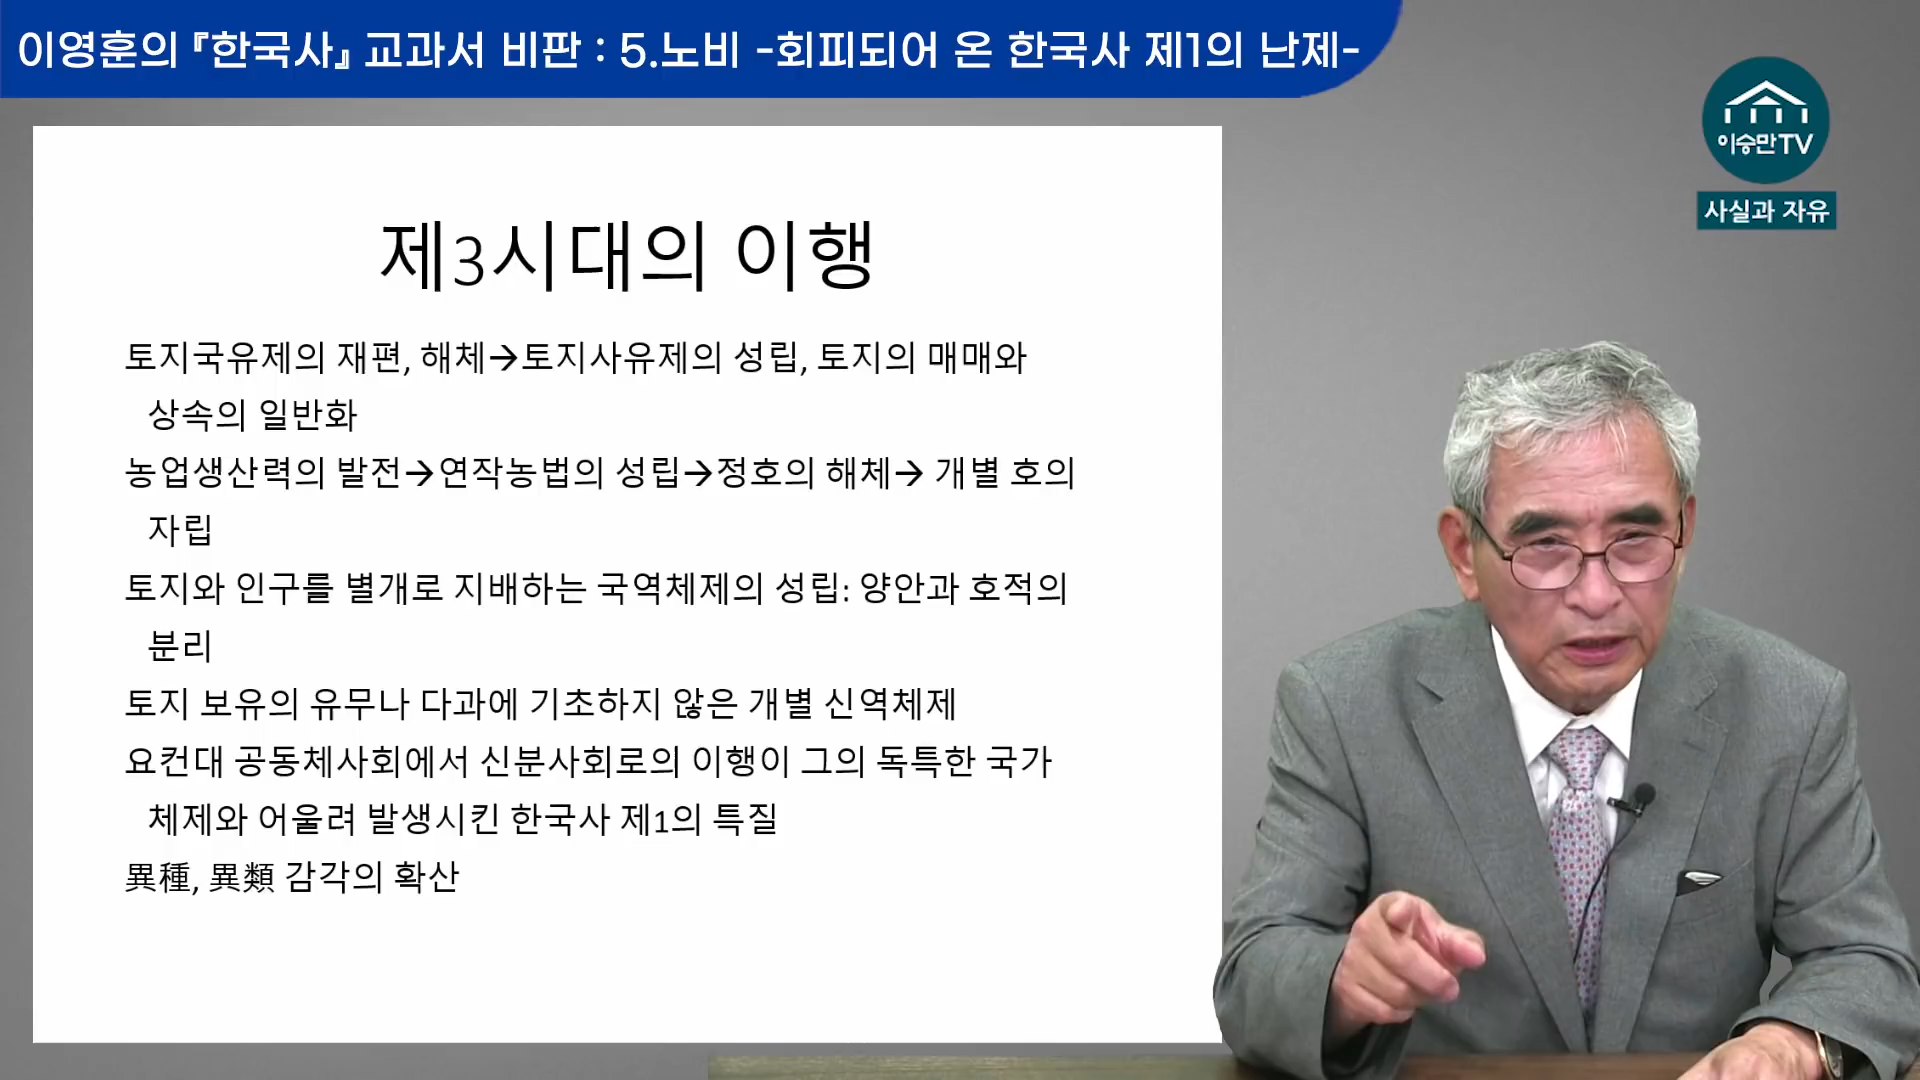 이영훈의 『한국사』 교과서 비판 : 5.노비 -회피되어 온 한국사 제1의 난제-
이승만TV
사실과 자유
제3시대의 이행
토지국유제의 재편, 해체→토지사유제의 성립, 토지의 매매와
상속의 일반화
농업생산력의 발전→연작농법의 성립→정호의 해체→ 개별 호의
자립
토지와 인구를 별개로 지배하는 국역체제의 성립: 양안과 호적의
분리
토지 보유의 유무나 다과에 기초하지 않은 개별 신역체제
요컨대 공동체사회에서 신분사회로의 이행이 그의 독특한 국가
체제와 어울려 발생시킨 한국사 제1의 특질
異種, 異類 감각의 확산